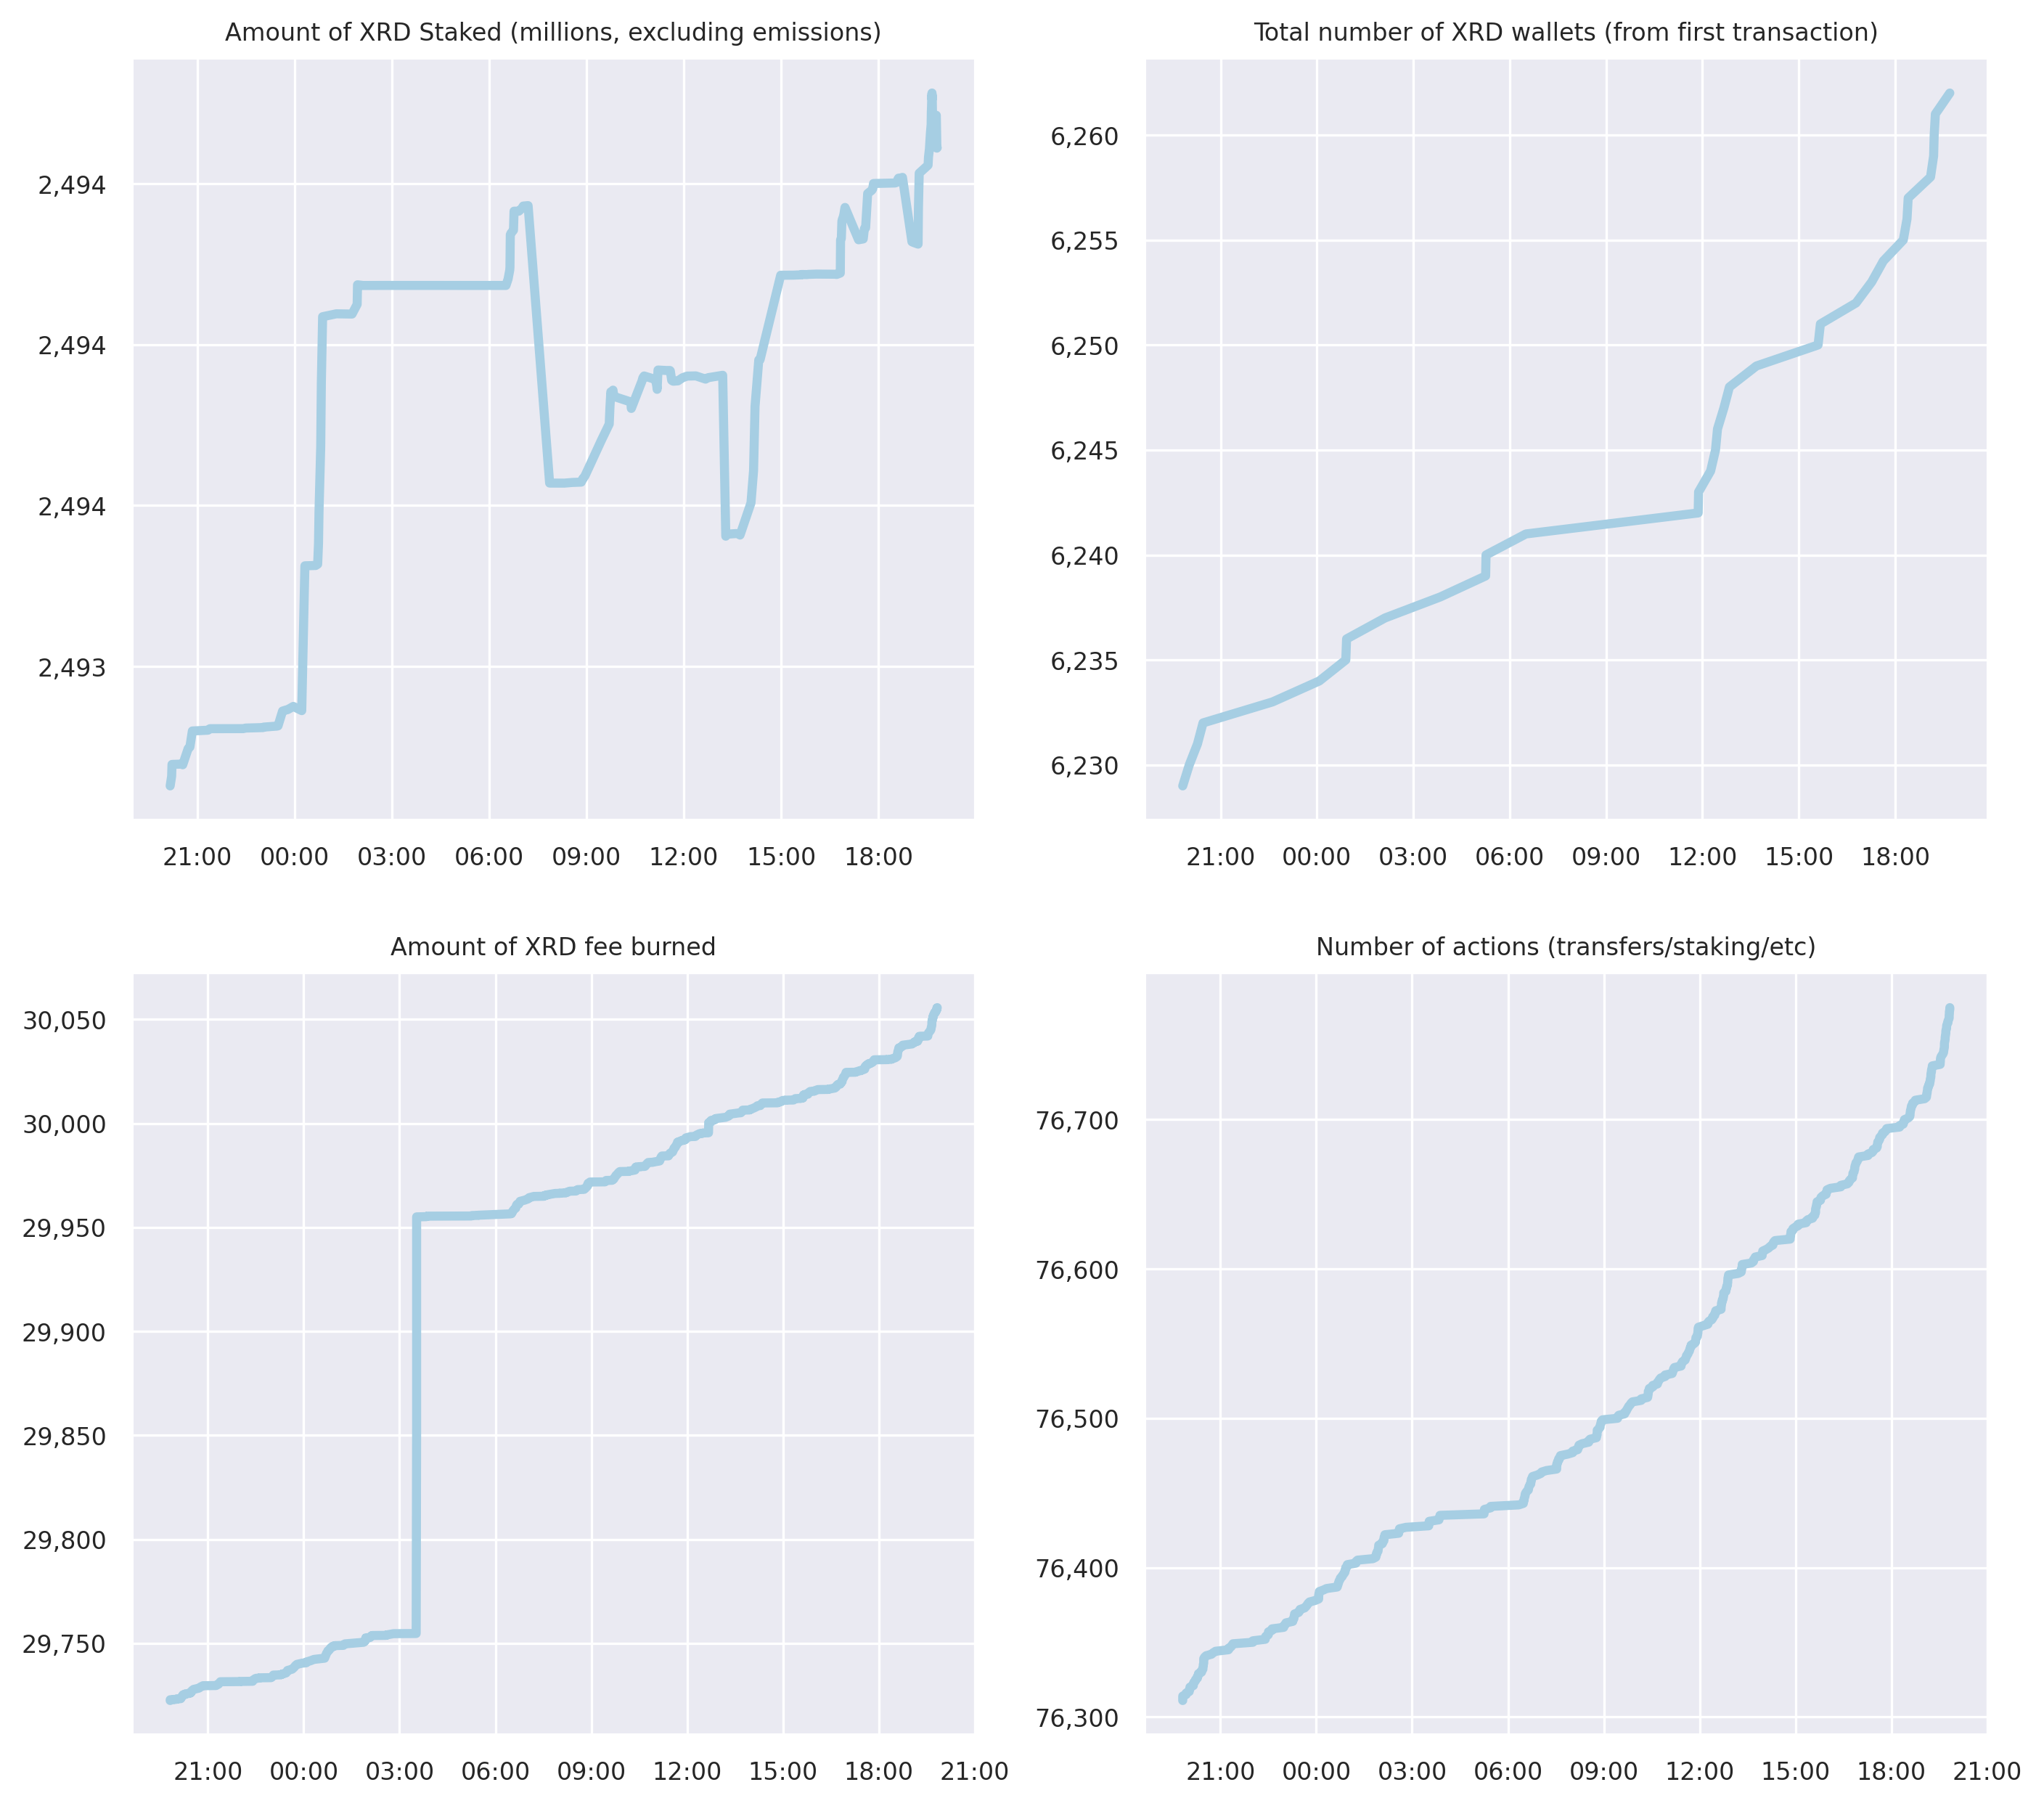 Amount of XRD Staked (millions, excluding emissions)
2,494
2,494
2,494
2,493
21:00 00:00 03:00 06:00 09:00 12:00 15:00 18:00
Total number of XRD wallets (from first transaction)
6,260
6,255
6,250
6,245
6,240
6,235
6,230
21:00 00:00 03:00 06:00 09:00 12:00 15:00 18:00
Amount of XRD fee burned
30,050
30,000
29,950
29,900
29,850
29,800
29,750
21:00 00:00 03:00 06:00 09:00 12:00 15:00 18:00 21:00
Number of actions (transfers/staking/etc)
76,700
76,600
76,500
76,400
76,300
21:00 00:00 03:00 06:00 09:00 12:00 15:00 18:00 21:00